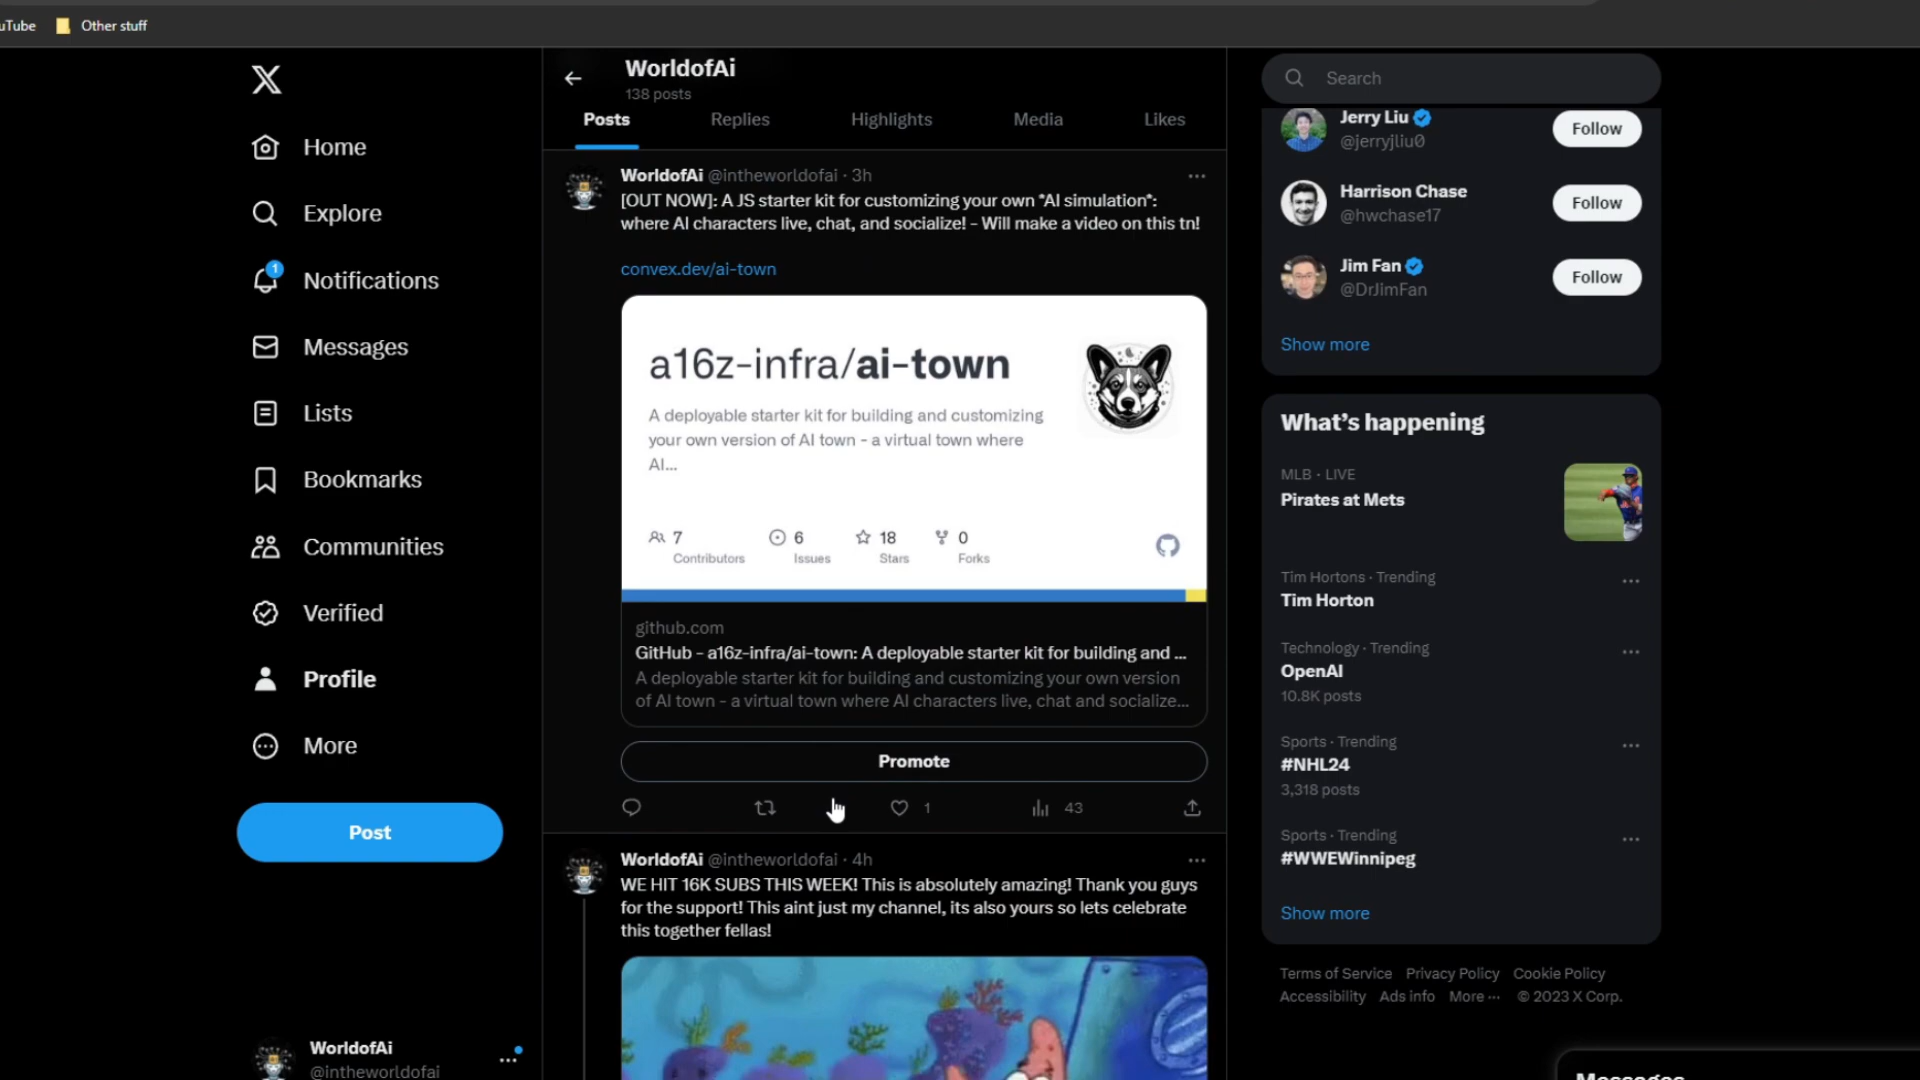 uTube
Other stuff
Home
Explore
1
Notifications
Messages
Lists
Bookmarks
Communities
Verified
Profile
More
Post
WorldofAi
@intheworldofai
WorldofAi
138 posts
Posts Replies Highlights Media Likes
WorldofAi @intheworldofai · 3h
[OUT NOW]: A JS starter kit for customizing your own *AI simulation*:
where AI characters live, chat, and socialize! - Will make a video on this tn!
convex.dev/ai-town
a16z-infra/ai-town
A deployable starter kit for building and customizing
your own version of AI town - a virtual town where
AI...
7 6 18 0
Contributors Issues Stars Forks
github.com
GitHub - a16z-infra/ai-town: A deployable starter kit for building and ...
A deployable starter kit for building and customizing your own version
of AI town - a virtual town where AI characters live, chat and socialize...
Promote
1 43
WorldofAi @intheworldofai · 4h
WE HIT 16K SUBS THIS WEEK! This is absolutely amazing! Thank you guys
for the support! This aint just my channel, its also yours so lets celebrate
this together fellas!
Search
Jerry Liu
@jerryjliu0
Follow
Harrison Chase
@hwchase17
Follow
Jim Fan
@DrJimFan
Follow
Show more
What's happening
MLB · LIVE
Pirates at Mets
Tim Hortons · Trending
Tim Horton
Technology · Trending
OpenAI
10.8K posts
Sports · Trending
#NHL24
3,318 posts
Sports · Trending
#WWEWinnipeg
Show more
Terms of Service Privacy Policy Cookie Policy
Accessibility Ads info More ··· © 2023 X Corp.
Messages